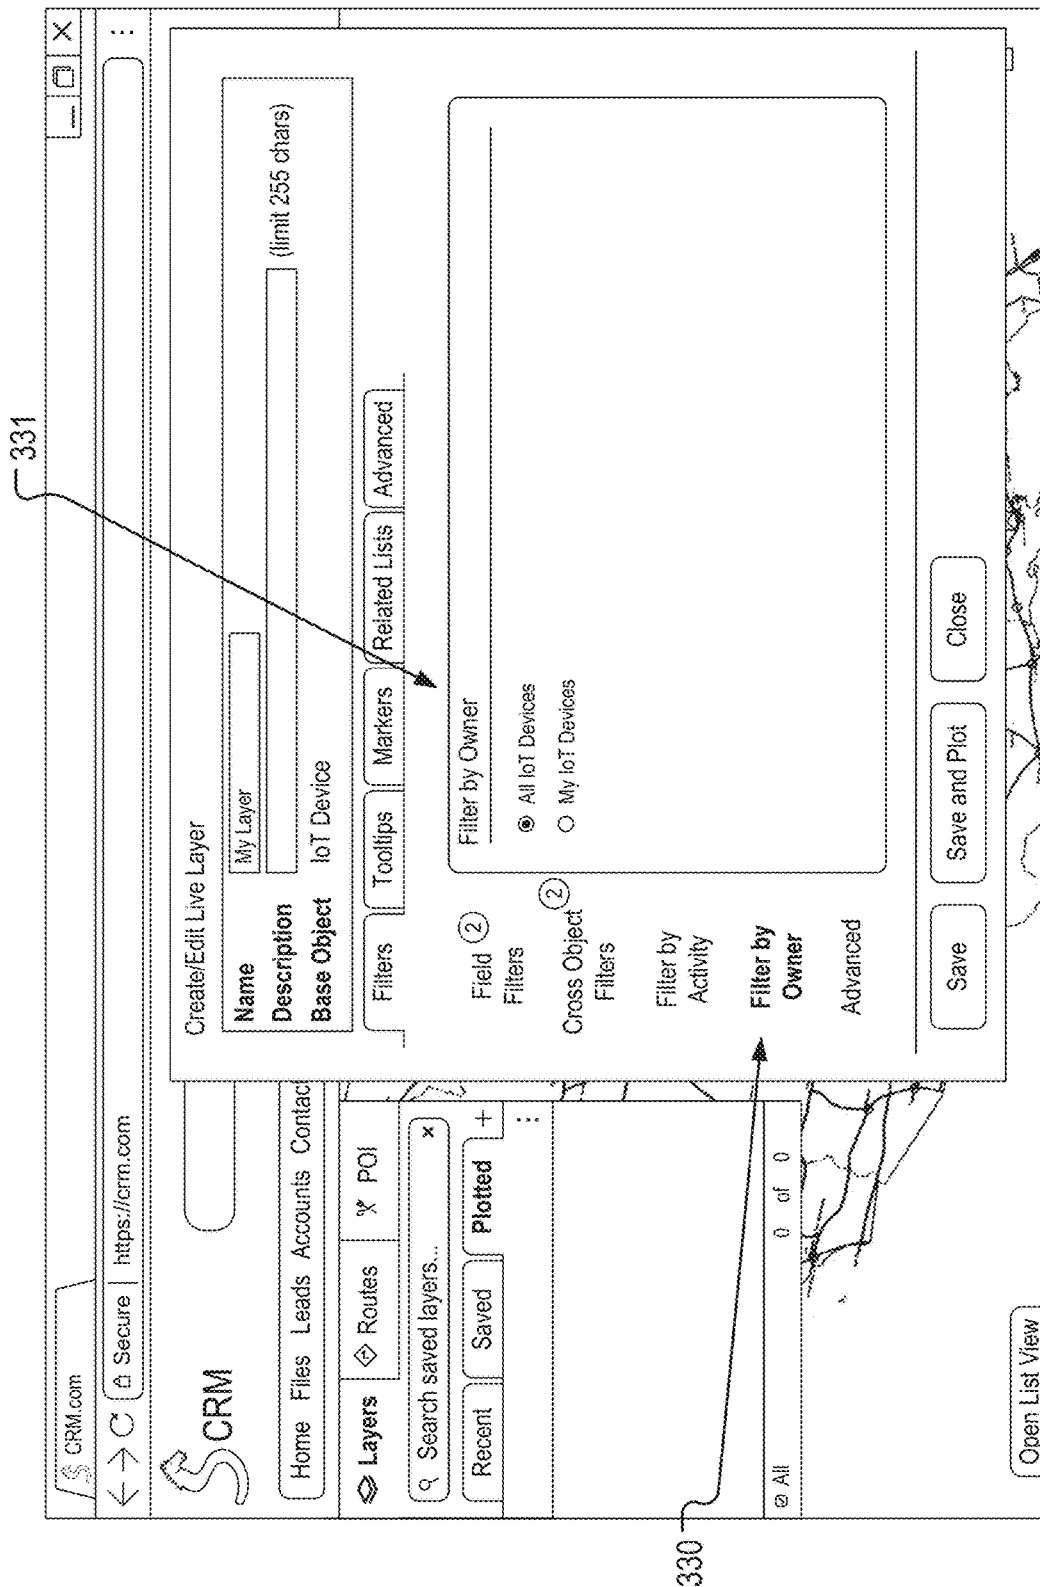 331
CRM.com
Secure | https://crm.com
CRM
Home Files Leads Accounts Contac
Layers Routes POI
Search saved layers... ×
Recent Saved Plotted +
All 0 of 0
Open List View
Create/Edit Live Layer
Name My Layer
Description (limit 255 chars)
Base Object IoT Device
Filters Tooltips Markers Related Lists Advanced
Field 2
Filters
Cross Object 2
Filters
Filter by
Activity
Filter by
Owner
Advanced
Filter by Owner
All IoT Devices
My IoT Devices
Save Save and Plot Close
330